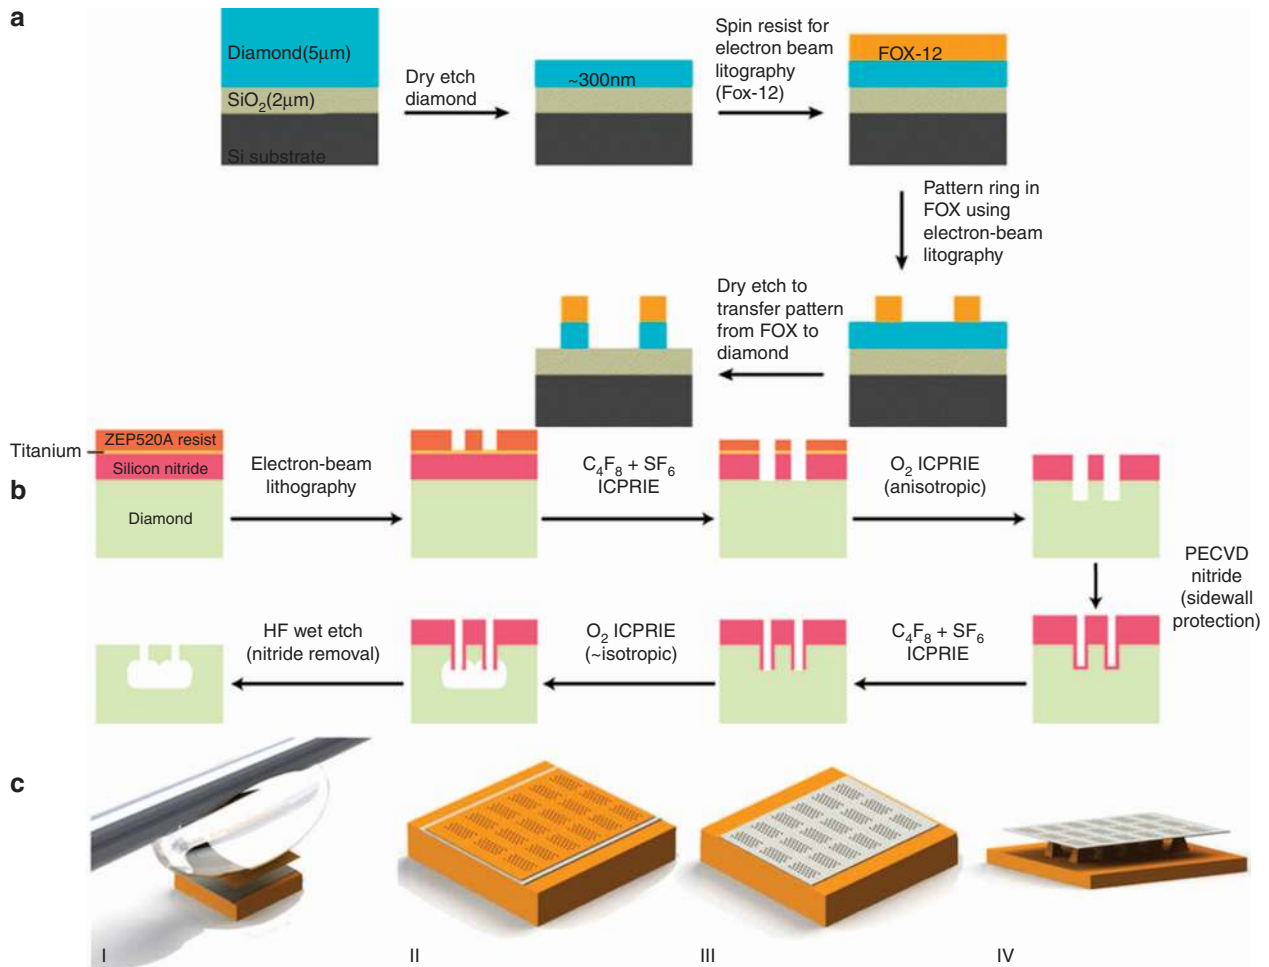 a
Diamond(5μm)
SiO₂(2μm)
Si substrate
Dry etch
diamond
~300nm
Spin resist for
electron beam
litography
(Fox-12)
FOX-12
Pattern ring in
FOX using
electron-beam
litography
Dry etch to
transfer pattern
from FOX to
diamond
b
Titanium
ZEP520A resist
Silicon nitride
Diamond
Electron-beam
lithography
C₄F₈ + SF₆
ICPRIE
O₂ ICPRIE
(anisotropic)
PECVD
nitride
(sidewall
protection)
C₄F₈ + SF₆
ICPRIE
O₂ ICPRIE
(~isotropic)
HF wet etch
(nitride removal)
c
I
II
III
IV